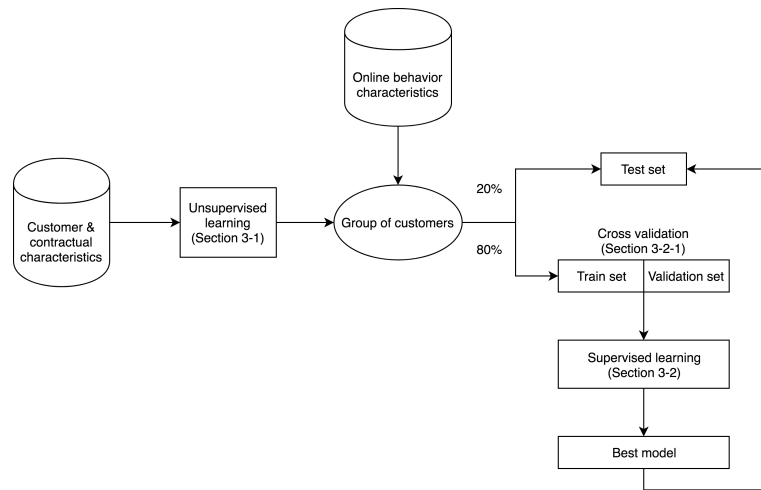 Online behavior
characteristics
Customer &
contractual
characteristics
Unsupervised
learning
(Section 3-1)
Group of customers
20%
80%
Test set
Cross validation
(Section 3-2-1)
Train set
Validation set
Supervised learning
(Section 3-2)
Best model